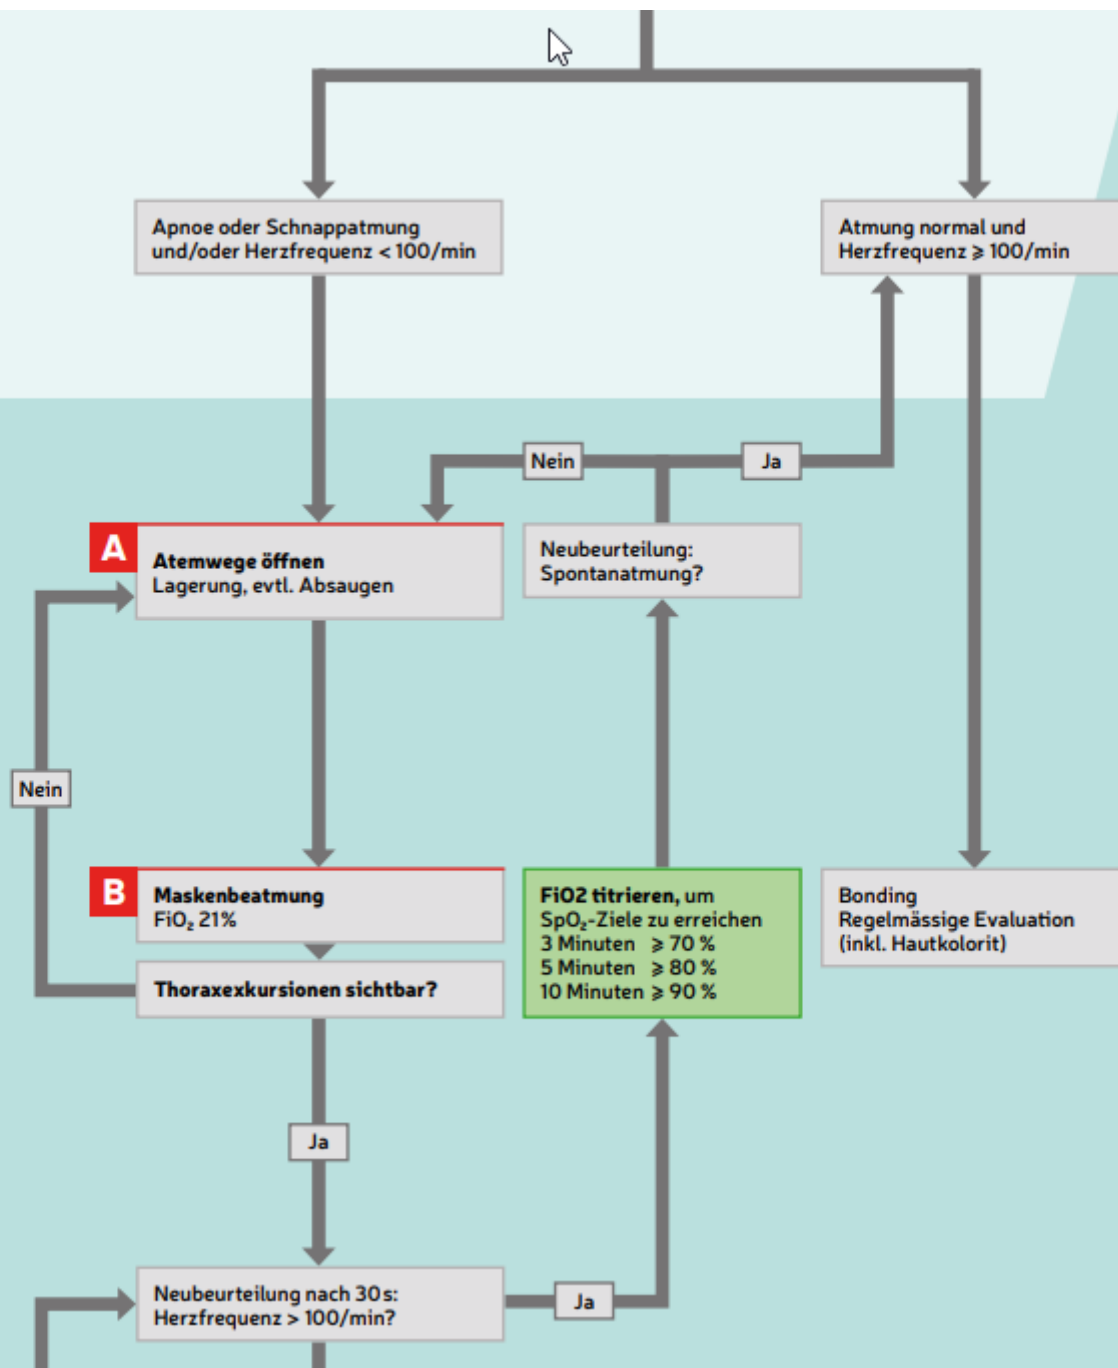 Apnoe oder Schnappatmung
und/oder Herzfrequenz < 100/min
Atmung normal und
Herzfrequenz ⩾ 100/min
Nein
Ja
A
Atemwege öffnen
Lagerung, evtl. Absaugen
Neubeurteilung:
Spontanatmung?
Nein
B
Maskenbeatmung
FiO₂ 21%
Thoraxexkursionen sichtbar?
FiO2 titrieren, um
SpO₂-Ziele zu erreichen
3 Minuten ⩾ 70 %
5 Minuten ⩾ 80 %
10 Minuten ⩾ 90 %
Bonding
Regelmässige Evaluation
(inkl. Hautkolorit)
Ja
Neubeurteilung nach 30 s:
Herzfrequenz > 100/min?
Ja